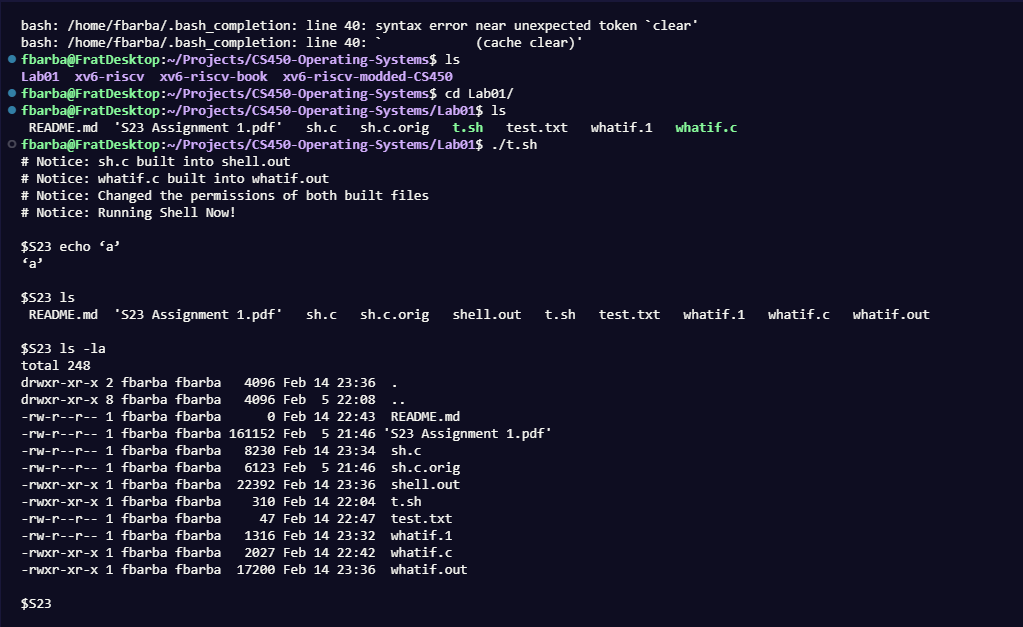 bash: /home/fbarba/.bash_completion: line 40: syntax error near unexpected token `clear'
bash: /home/fbarba/.bash_completion: line 40: `            (cache clear)'
fbarba@FratDesktop:~/Projects/CS450-Operating-Systems$ ls
Lab01  xv6-riscv  xv6-riscv-book  xv6-riscv-modded-CS450
fbarba@FratDesktop:~/Projects/CS450-Operating-Systems$ cd Lab01/
fbarba@FratDesktop:~/Projects/CS450-Operating-Systems/Lab01$ ls
 README.md  'S23 Assignment 1.pdf'   sh.c   sh.c.orig   t.sh   test.txt   whatif.1   whatif.c
fbarba@FratDesktop:~/Projects/CS450-Operating-Systems/Lab01$ ./t.sh
# Notice: sh.c built into shell.out
# Notice: whatif.c built into whatif.out
# Notice: Changed the permissions of both built files
# Notice: Running Shell Now!
$S23 echo ‘a’
‘a’
$S23 ls
 README.md  'S23 Assignment 1.pdf'   sh.c   sh.c.orig   shell.out   t.sh   test.txt   whatif.1   whatif.c   whatif.out
$S23 ls -la
total 248
drwxr-xr-x 2 fbarba fbarba   4096 Feb 14 23:36  .
drwxr-xr-x 8 fbarba fbarba   4096 Feb  5 22:08  ..
-rw-r--r-- 1 fbarba fbarba      0 Feb 14 22:43  README.md
-rw-r--r-- 1 fbarba fbarba 161152 Feb  5 21:46 'S23 Assignment 1.pdf'
-rw-r--r-- 1 fbarba fbarba   8230 Feb 14 23:34  sh.c
-rw-r--r-- 1 fbarba fbarba   6123 Feb  5 21:46  sh.c.orig
-rwxr-xr-x 1 fbarba fbarba  22392 Feb 14 23:36  shell.out
-rwxr-xr-x 1 fbarba fbarba    310 Feb 14 22:04  t.sh
-rw-r--r-- 1 fbarba fbarba     47 Feb 14 22:47  test.txt
-rw-r--r-- 1 fbarba fbarba   1316 Feb 14 23:32  whatif.1
-rwxr-xr-x 1 fbarba fbarba   2027 Feb 14 22:42  whatif.c
-rwxr-xr-x 1 fbarba fbarba  17200 Feb 14 23:36  whatif.out
$S23